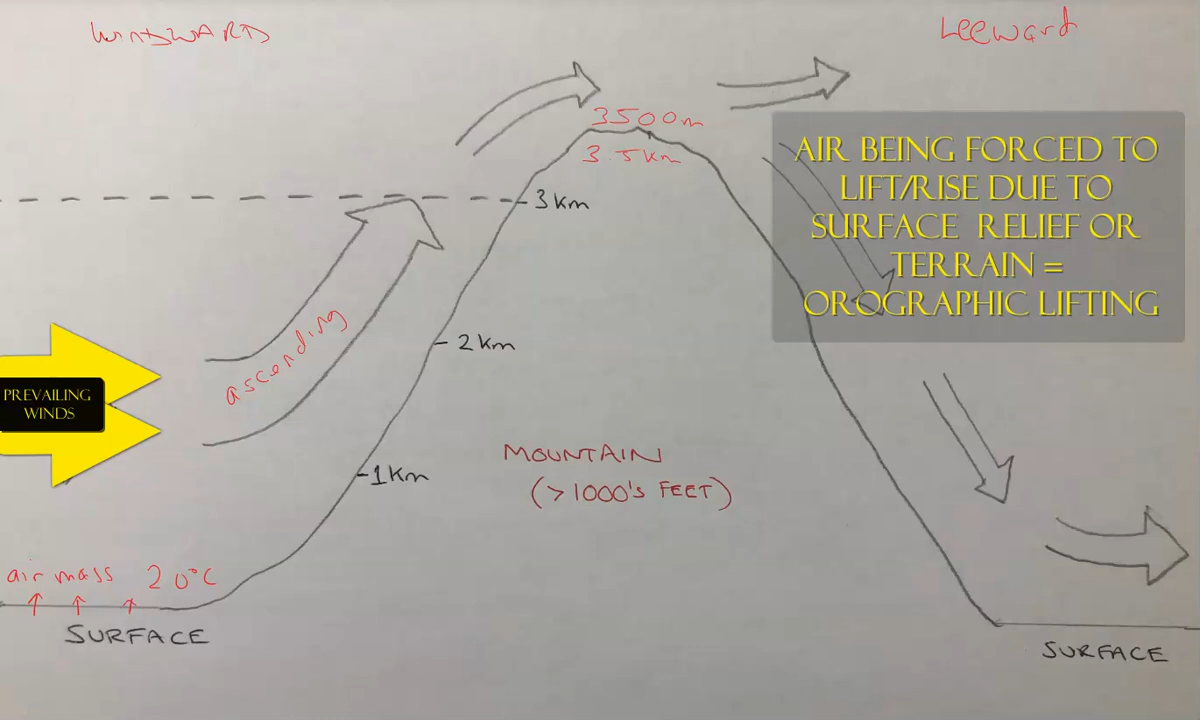 WINDWARD
Leeward
3500m
3.5km
AIR BEING FORCED TO
LIFT/RISE DUE TO
SURFACE RELIEF OR
TERRAIN =
OROGRAPHIC LIFTING
3km
ascending
2km
PREVAILING
WINDS
MOUNTAIN
(>1000's FEET)
1km
air mass 20°C
SURFACE
SURFACE